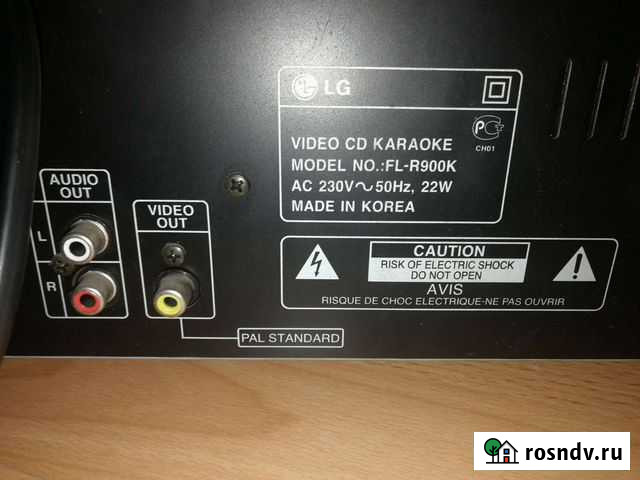 LG
VIDEO CD KARAOKE
MODEL NO.:FL-R900K
AC 230V～50Hz, 22W
MADE IN KOREA
PC
CH01
AUDIO
OUT
L
R
VIDEO
OUT
PAL STANDARD
CAUTION
RISK OF ELECTRIC SHOCK
DO NOT OPEN
AVIS
RISQUE DE CHOC ELECTRIQUE-NE PAS OUVRIR
rosndv.ru